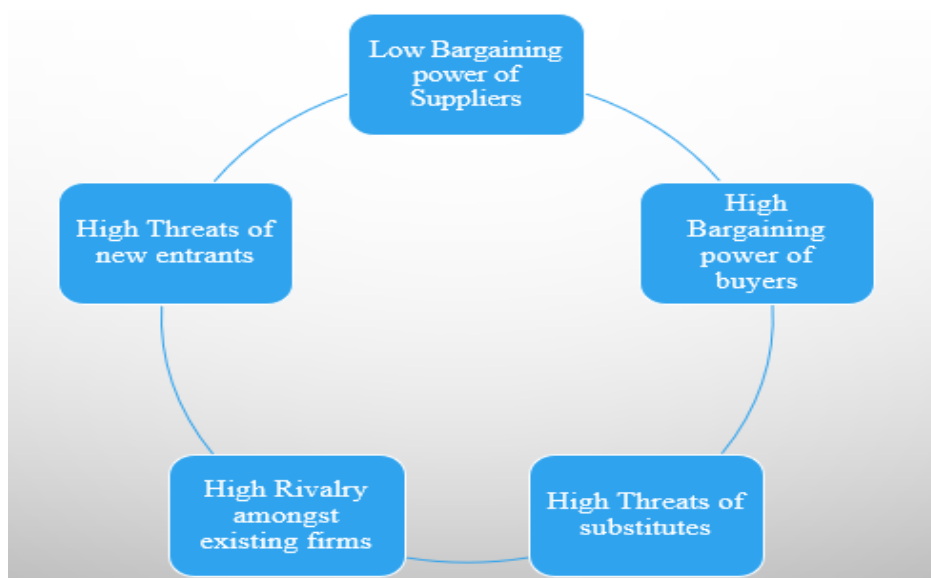 Low Bargaining
power of
Suppliers
High
Bargaining
power of
buyers
High Threats of
substitutes
High Rivalry
amongst
existing firms
High Threats of
new entrants